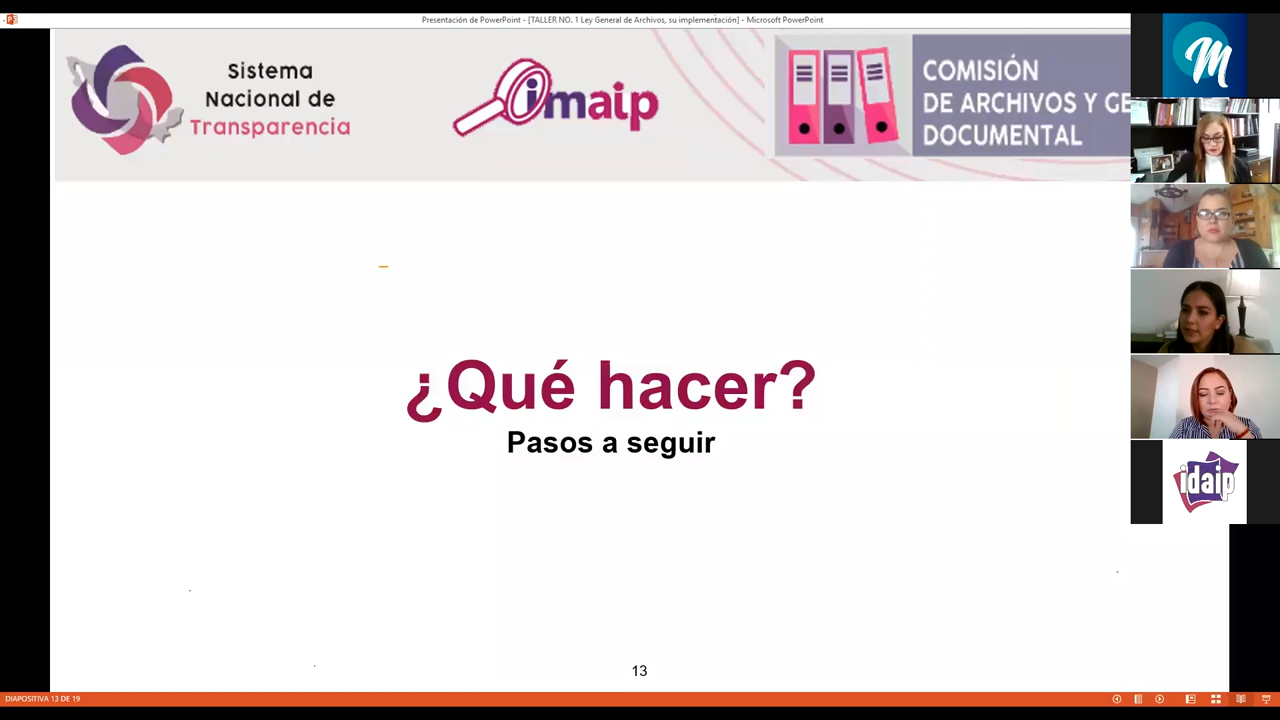 Presentación de PowerPoint - [TALLER NO. 1 Ley General de Archivos, su implementación] - Microsoft PowerPoint
Sistema
Nacional de
Transparencia
imaip
COMISIÓN
DE ARCHIVOS Y GE
DOCUMENTAL
M
¿Qué hacer?
Pasos a seguir
idaip
13
DIAPOSITIVA 13 DE 19